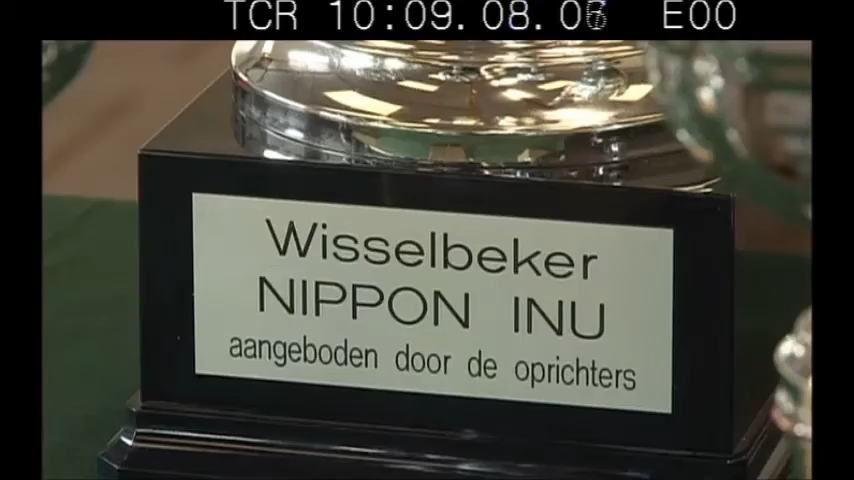 TCR 10:09.08.06 E00
Wisselbeker
NIPPON INU
aangeboden door de oprichters